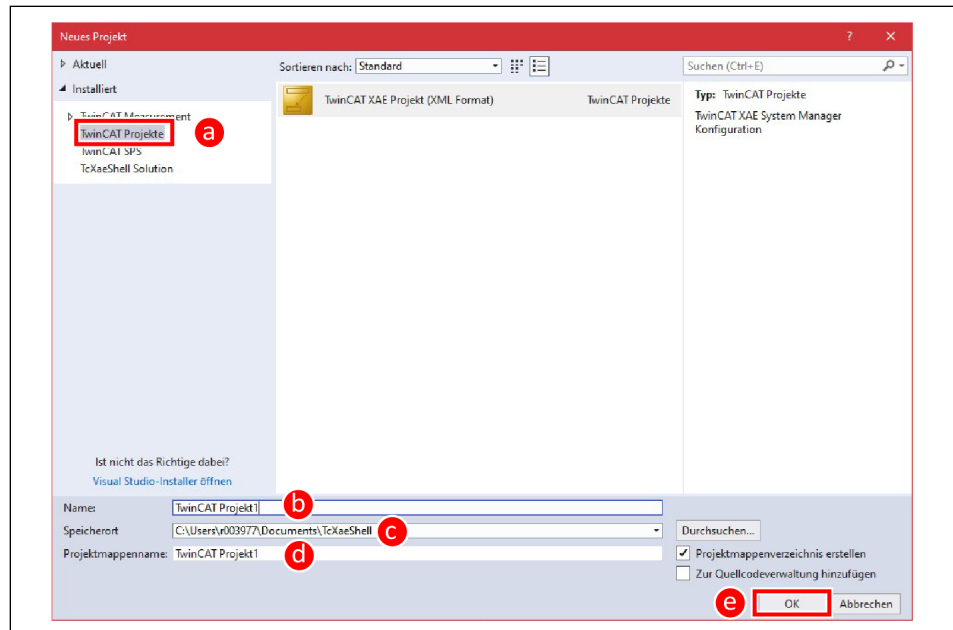 Neues Projekt ? ×
Aktuell
Sortieren nach: Standard
Suchen (Ctrl+E)
Installiert
TwinCAT Measurement
TwinCAT Projekte
a
TwinCAT SPS
TcXaeShell Solution
TwinCAT XAE Projekt (XML Format) TwinCAT Projekte
Typ: TwinCAT Projekte
TwinCAT XAE System Manager
Konfiguration
Ist nicht das Richtige dabei?
Visual Studio-Installer öffnen
Name: TwinCAT Projekt1 b
Speicherort C:\Users\r003977\Documents\TcXaeShell c Durchsuchen...
Projektmappenname: TwinCAT Projekt1 d
✓ Projektmappenverzeichnis erstellen
Zur Quellcodeverwaltung hinzufügen
e OK Abbrechen